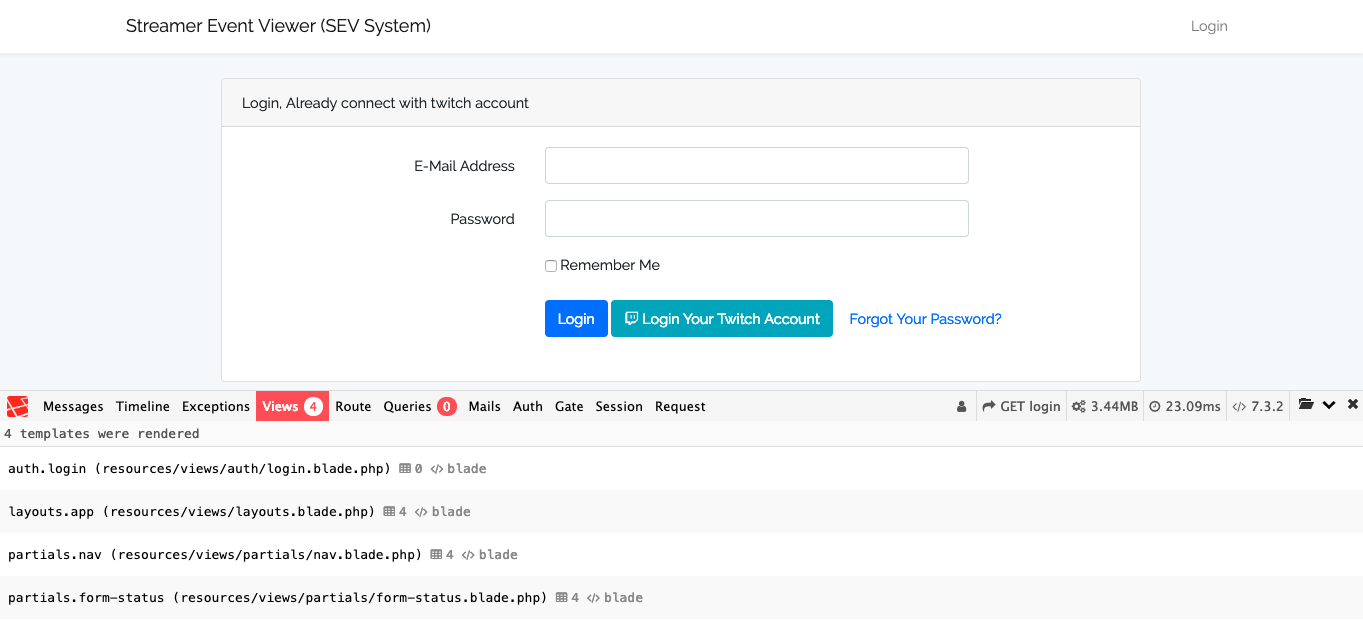 Streamer Event Viewer (SEV System) Login
Login, Already connect with twitch account
E-Mail Address
Password
Remember Me
Login Login Your Twitch Account Forgot Your Password?
Messages Timeline Exceptions Views 4 Route Queries 0 Mails Auth Gate Session Request GET login 3.44MB 23.09ms 7.3.2
4 templates were rendered
auth.login (resources/views/auth/login.blade.php) 0 blade
layouts.app (resources/views/layouts.blade.php) 4 blade
partials.nav (resources/views/partials/nav.blade.php) 4 blade
partials.form-status (resources/views/partials/form-status.blade.php) 4 blade